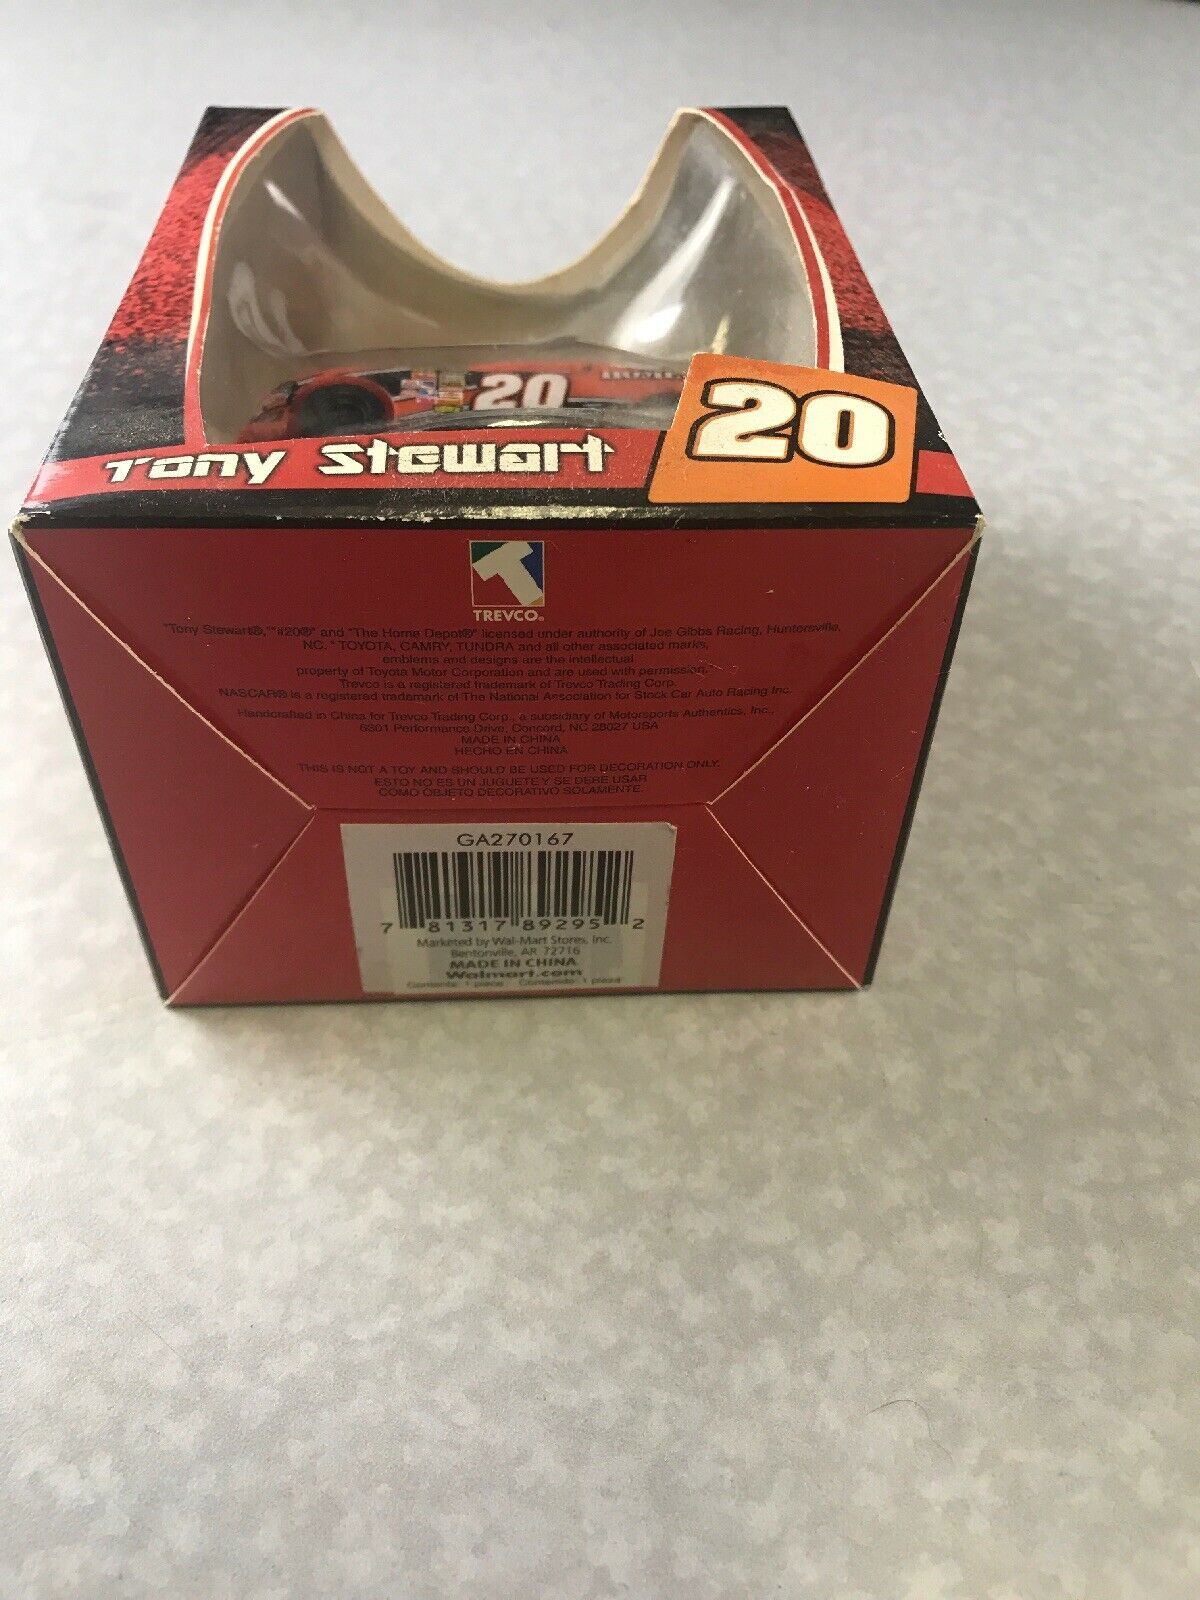 20
Tony Stewart
20
TREVCO®
"Tony Stewart®," "#20®" and "The Home Depot®" licensed under authority of Joe Gibbs Racing, Huntersville,
NC. " TOYOTA, CAMRY, TUNDRA and all other associated marks,
emblems and designs are the intellectual
property of Toyota Motor Corporation and are used with permission."
Trevco is a registered trademark of Trevco Trading Corp.
NASCAR® is a registered trademark of The National Association for Stock Car Auto Racing Inc.
Handcrafted in China for Trevco Trading Corp., a subsidiary of Motorsports Authentics, Inc.,
6301 Performance Drive, Concord, NC 28027 USA
MADE IN CHINA
HECHO EN CHINA
THIS IS NOT A TOY AND SHOULD BE USED FOR DECORATION ONLY.
ESTO NO ES UN JUGUETE Y SE DEBE USAR
COMO OBJETO DECORATIVO SOLAMENTE.
GA270167
7 81317 89295 2
Marketed by Wal-Mart Stores, Inc.
Bentonville, AR 72716
MADE IN CHINA
Walmart.com
Contents: 1 piece Contenido: 1 pieza